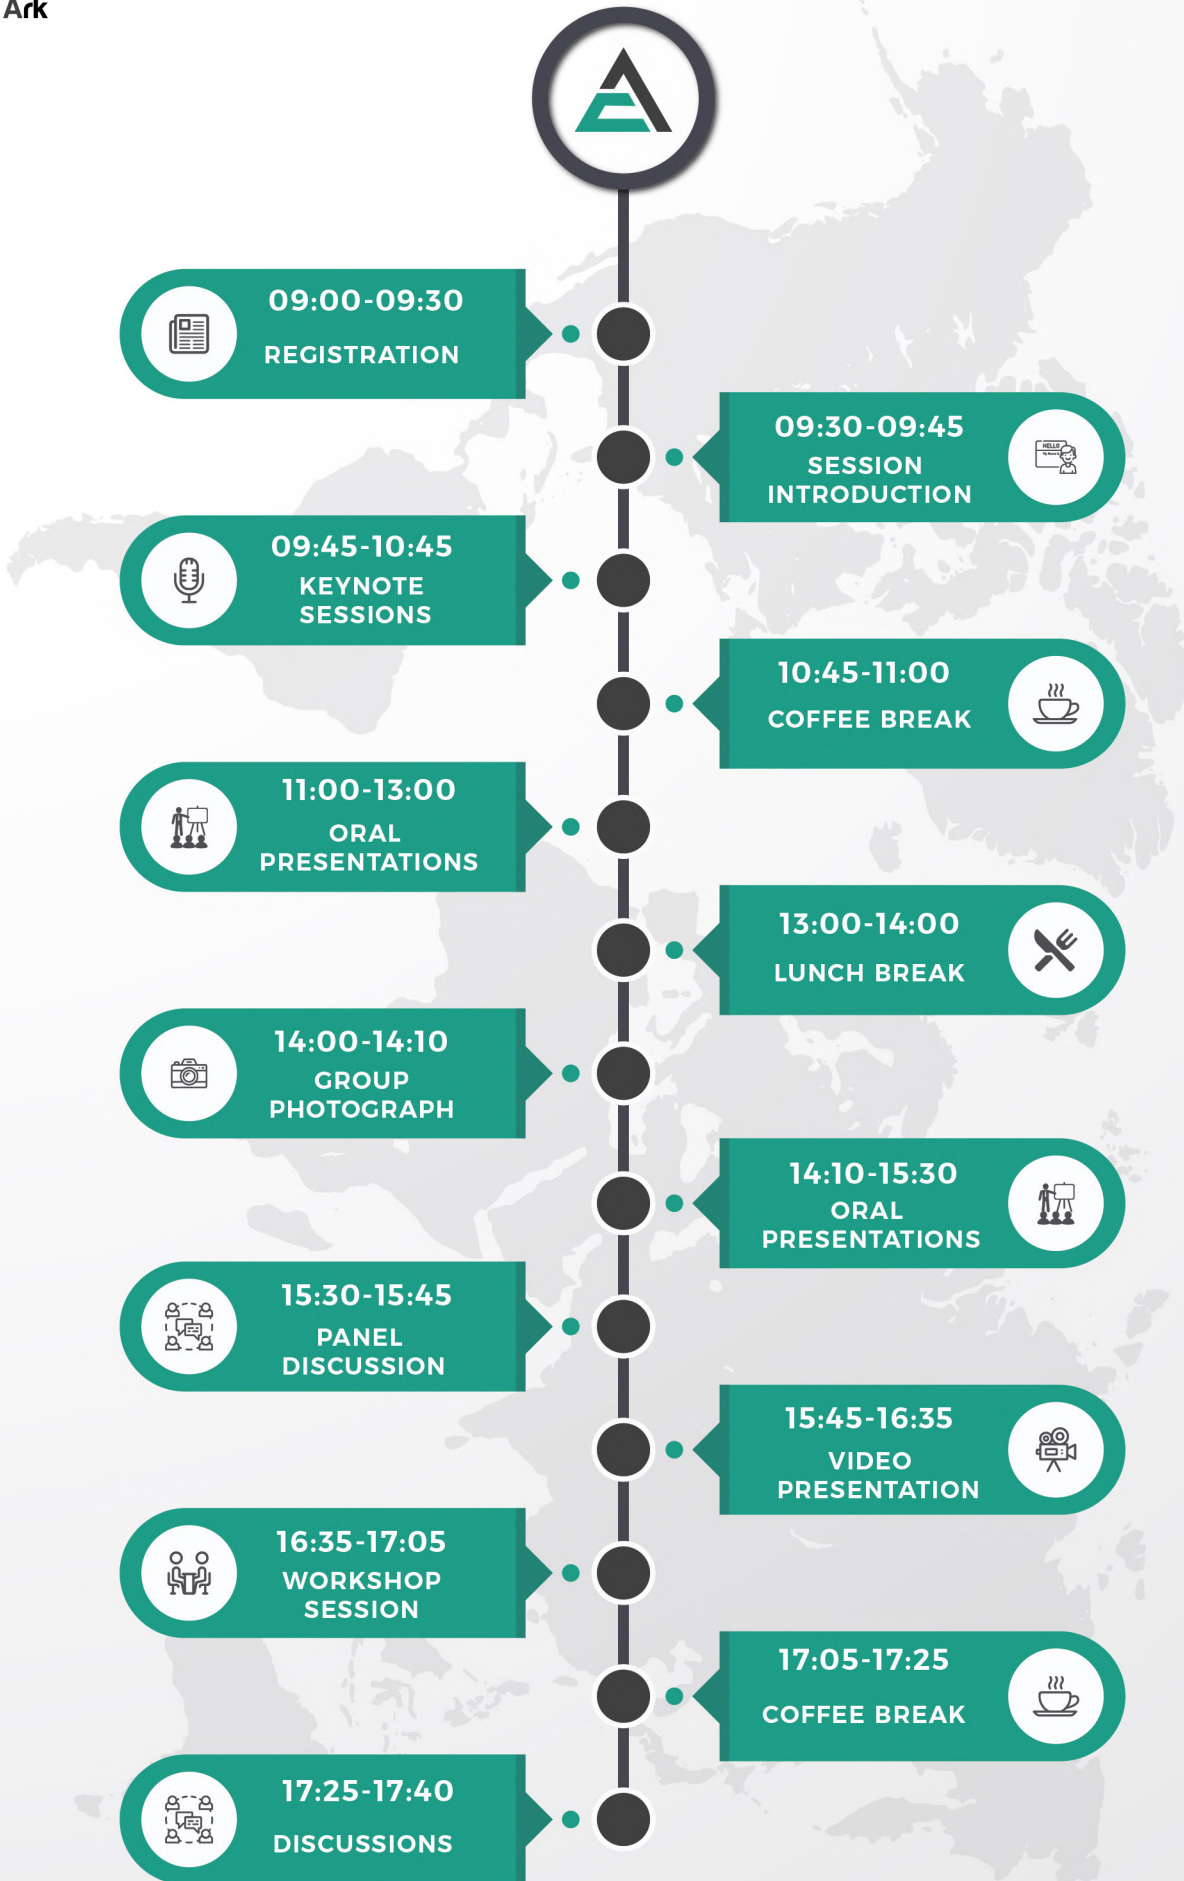 Ark
09:00-09:30
REGISTRATION
09:30-09:45
SESSION
INTRODUCTION
HELLO
My Name Is
09:45-10:45
KEYNOTE
SESSIONS
10:45-11:00
COFFEE BREAK
11:00-13:00
ORAL
PRESENTATIONS
13:00-14:00
LUNCH BREAK
14:00-14:10
GROUP
PHOTOGRAPH
14:10-15:30
ORAL
PRESENTATIONS
15:30-15:45
PANEL
DISCUSSION
15:45-16:35
VIDEO
PRESENTATION
16:35-17:05
WORKSHOP
SESSION
17:05-17:25
COFFEE BREAK
17:25-17:40
DISCUSSIONS